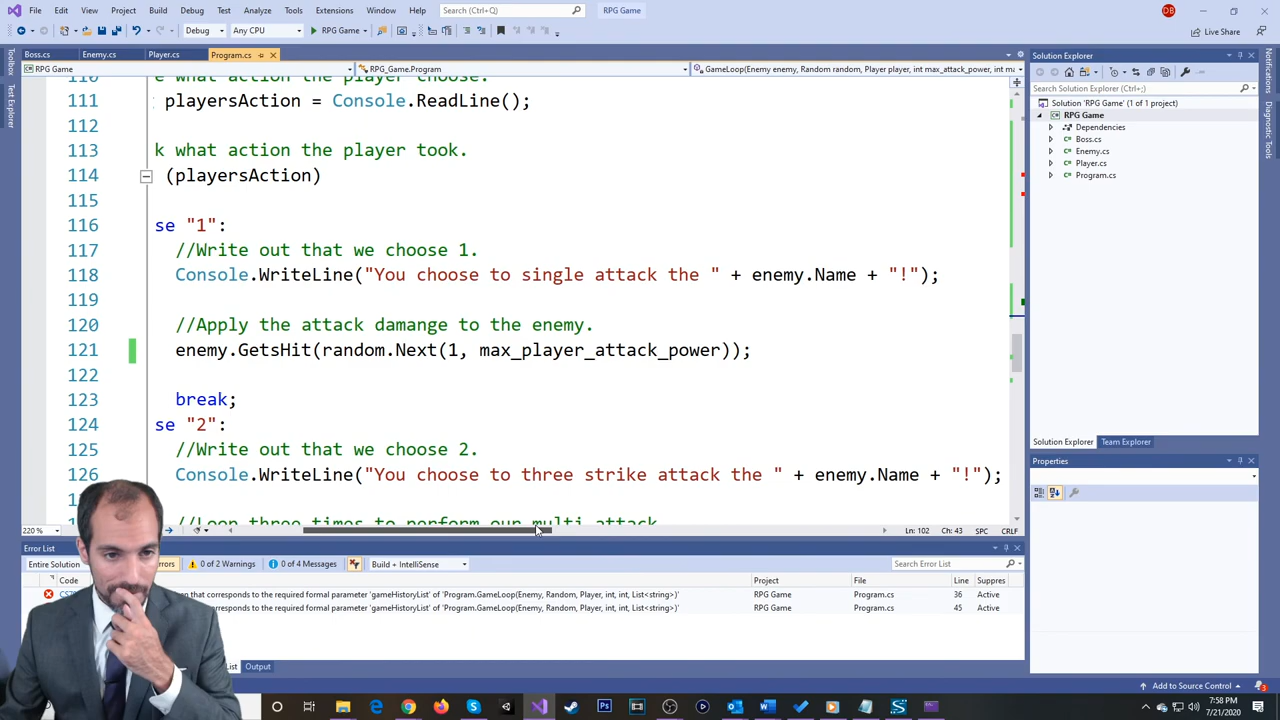 File Edit View Project Build Debug Test Analyze Tools Extensions Window Help Search (Ctrl+Q) RPG Game DB
Debug Any CPU RPG Game Live Share
Boss.cs Enemy.cs Player.cs Program.cs
RPG Game RPG_Game.Program GameLoop(Enemy enemy, Random random, Player player, int max_attack_power, int ma
Toolbox
Test Explorer
110 e what action the player choose.
111 playersAction = Console.ReadLine();
112
113 k what action the player took.
114 (playersAction)
115
116 se "1":
117 //Write out that we choose 1.
118 Console.WriteLine("You choose to single attack the " + enemy.Name + "!");
119
120 //Apply the attack damange to the enemy.
121 enemy.GetsHit(random.Next(1, max_player_attack_power));
122
123 break;
124 se "2":
125 //Write out that we choose 2.
126 Console.WriteLine("You choose to three strike attack the " + enemy.Name + "!");
//Loop three times to perform our multi attack
220 % Ln: 102 Ch: 43 SPC CRLF
Error List
Entire Solution rors 0 of 2 Warnings 0 of 4 Messages Build + IntelliSense Search Error List
Code Project File Line Suppres
on that corresponds to the required formal parameter 'gameHistoryList' of 'Program.GameLoop(Enemy, Random, Player, int, int, List<string>)' RPG Game Program.cs 36 Active
corresponds to the required formal parameter 'gameHistoryList' of 'Program.GameLoop(Enemy, Random, Player, int, int, List<string>)' RPG Game Program.cs 45 Active
List Output
Solution Explorer
Search Solution Explorer (Ctrl+;)
Solution 'RPG Game' (1 of 1 project)
RPG Game
Dependencies
Boss.cs
Enemy.cs
Player.cs
Program.cs
Solution Explorer Team Explorer
Properties
Notifications
Diagnostic Tools
Add to Source Control 3
7:58 PM
7/21/2020